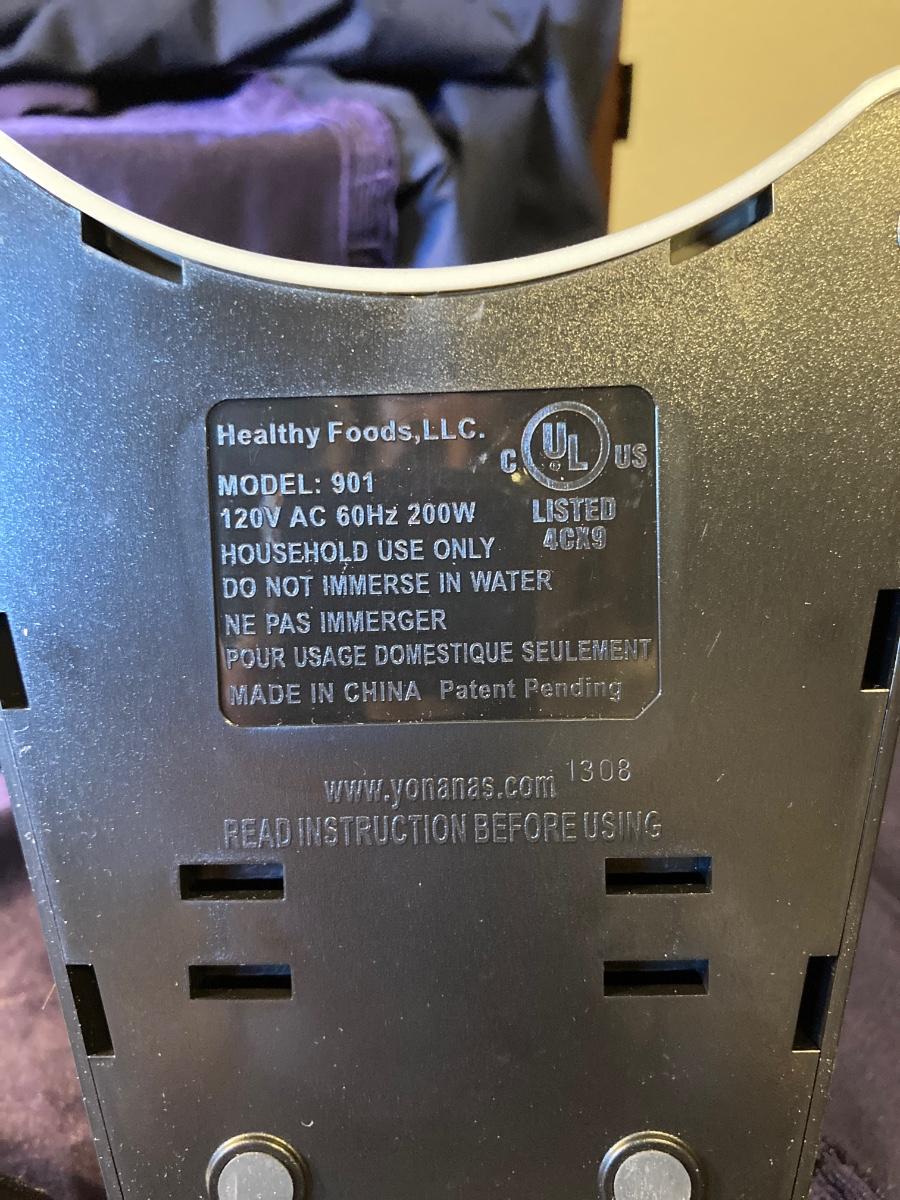 Healthy Foods,LLC.
C UL US
MODEL: 901
LISTED
120V AC 60Hz 200W
4CX9
HOUSEHOLD USE ONLY
DO NOT IMMERSE IN WATER
NE PAS IMMERGER
POUR USAGE DOMESTIQUE SEULEMENT
MADE IN CHINA Patent Pending
www.yonanas.com 1308
READ INSTRUCTION BEFORE USING